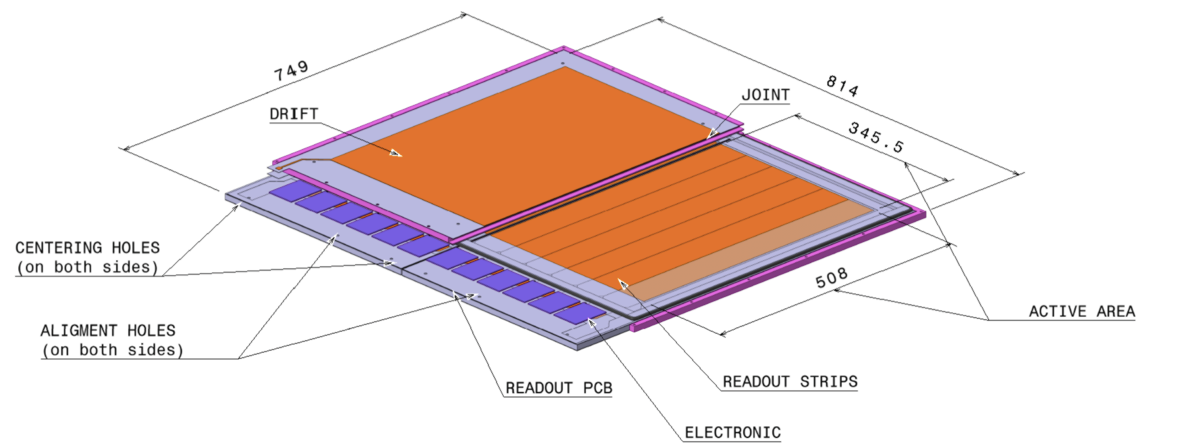 749
814
JOINT
345.5
DRIFT
CENTERING HOLES
(on both sides)
508
ACTIVE AREA
ALIGMENT HOLES
(on both sides)
READOUT STRIPS
READOUT PCB
ELECTRONIC